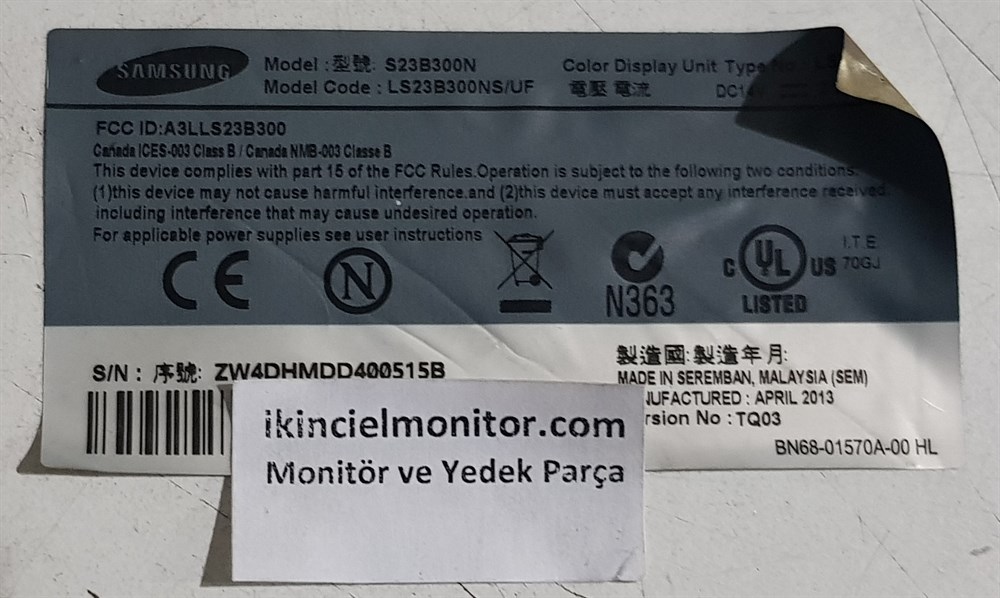 SAMSUNG
Model :型號: S23B300N
Model Code : LS23B300NS/UF
Color Display Unit Type
電壓 電流 DC14
FCC ID:A3LLS23B300
Canada ICES-003 Class B / Canada NMB-003 Classe B
This device complies with part 15 of the FCC Rules.Operation is subject to the following two conditions:
(1)this device may not cause harmful interference.and (2)this device must accept any interference received
including interference that may cause undesired operation.
For applicable power supplies see user instructions
CE
N
N363
C UL US
LISTED
I.T.E
70GJ
S/N : 序號: ZW4DHMDD400515B
製造國:製造年月:
MADE IN SEREMBAN, MALAYSIA (SEM)
NUFACTURED : APRIL 2013
rsion No : TQ03
BN68-01570A-00 HL
ikincielmonitor.com
Monitör ve Yedek Parça